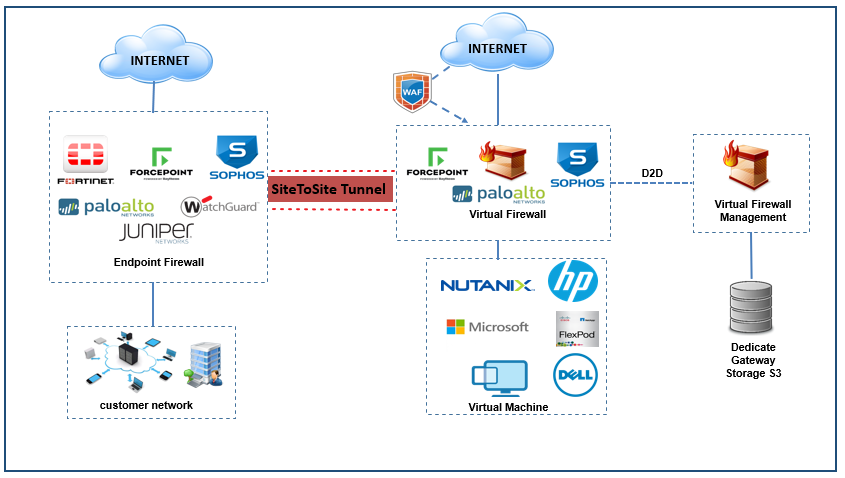 INTERNET
INTERNET
WAF
FORTINET
FORCEPOINT
S
SOPHOS
paloalto
NETWORKS
WatchGuard
JUNIPER
NETWORKS
Endpoint Firewall
SiteToSite Tunnel
FORCEPOINT
S
SOPHOS
paloalto
NETWORKS
Virtual Firewall
D2D
Virtual Firewall
Management
customer network
NUTANIX
hp
Microsoft
FlexPod
DELL
Virtual Machine
Dedicate
Gateway
Storage S3